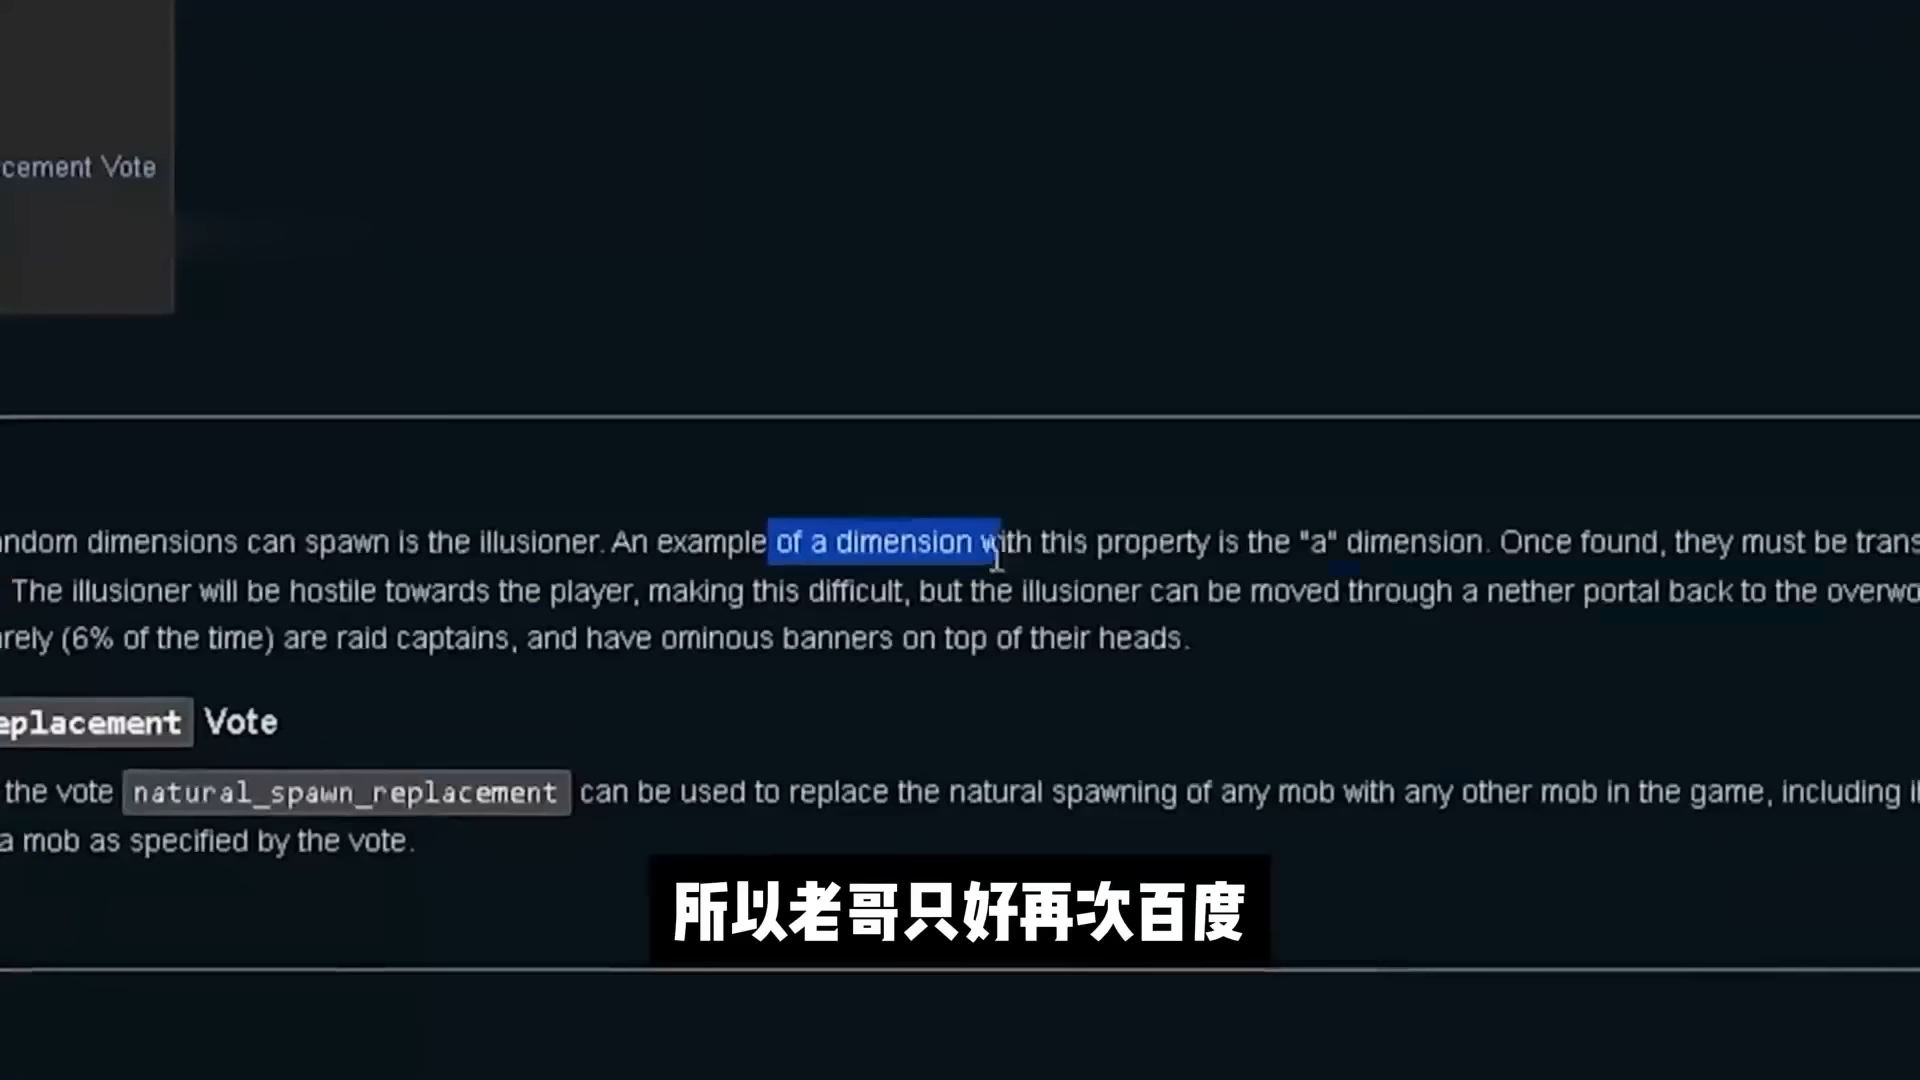 cement Vote
ndom dimensions can spawn is the illusioner. An example of a dimension with this property is the "a" dimension. Once found, they must be trans
The illusioner will be hostile towards the player, making this difficult, but the illusioner can be moved through a nether portal back to the overwo
rely (6% of the time) are raid captains, and have ominous banners on top of their heads.
eplacement Vote
the vote natural_spawn_replacement can be used to replace the natural spawning of any mob with any other mob in the game, including il
a mob as specified by the vote.
所以老哥只好再次百度